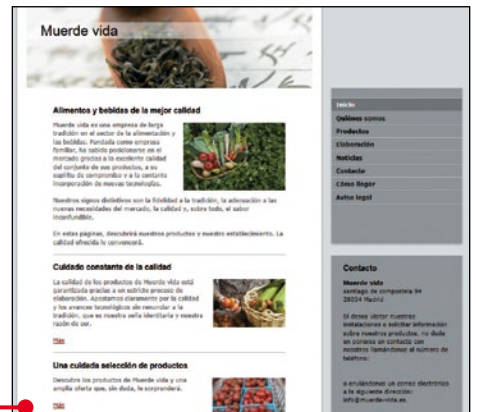 Muerde vida
Alimentos y bebidas de la mejor calidad
Muerde vida es una empresa de larga
tradición en el sector de la alimentación y
las bebidas. Fundada como empresa
familiar, ha sabido posicionarse en el
mercado gracias a la excelente calidad
del conjunto de sus productos, a su
espíritu de compromiso y a la contante
incorporación de nuevas tecnologías.
Nuestros signos distintivos son la fidelidad a la tradición, la adecuación a las
nuevas necesidades del mercado, la calidad y, sobre todo, el sabor
inconfundible.
En estas páginas, descubrirá nuestros productos y nuestro establecimiento. La
calidad ofrecida le convencerá.
Cuidado constante de la calidad
La calidad de los productos de Muerde vida está
garantizada gracias a un estricto proceso de
elaboración. Apostamos claramente por la calidad
y los avances tecnológicos sin renundar a la
tradición, que es nuestra seña identitaria y nuestra
razón de ser.
Más
Una cuidada selección de productos
Descubra los productos de Muerde vida y una
amplia oferta que, sin duda, le sorprenderá.
Más
Inicio
Quiénes somos
Productos
Elaboración
Noticias
Contacto
Cómo llegar
Aviso legal
Contacto
Muerde vida
santiago de compostela 94
28034 Madrid
Si desea visitar nuestras
instalaciones o solicitar información
sobre nuestros productos, no dude
en ponerse en contacto con
nosotros llamándonos al número de
teléfono:
o enviándonos un correo electrónico
a la siguiente dirección:
info@muerde-vida.es.